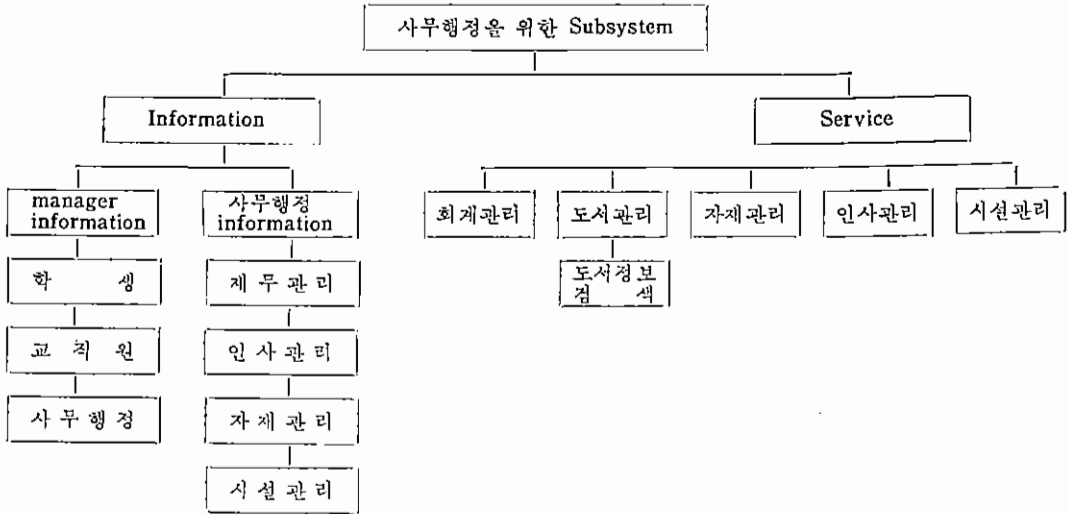 사무행정을 위한 Subsystem
Information
Service
manager
information
사무행정
information
회계관리
도서관리
자재관리
인사관리
시설관리
학 생
재무관리
도서정보
검 색
교 직 원
인사관리
사무행정
자재관리
시설관리